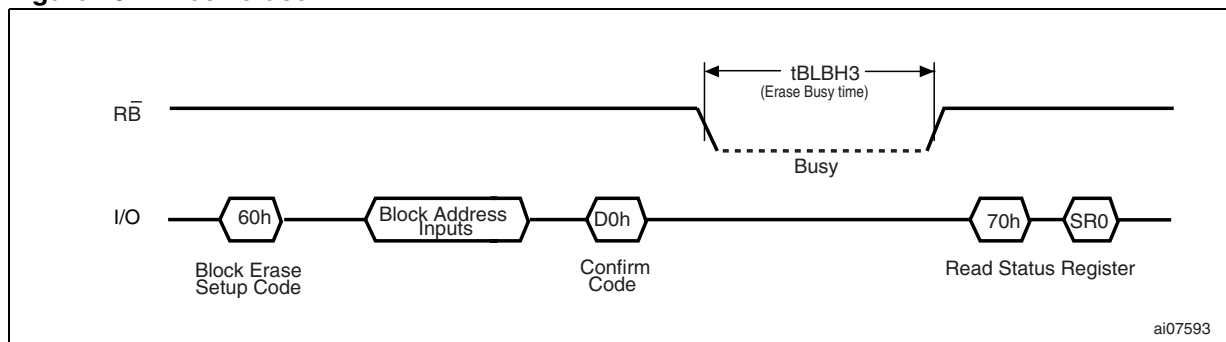 tBLBH3
(Erase Busy time)
RB̅
Busy
I/O
60h
Block Address
Inputs
D0h
70h
SR0
Block Erase
Setup Code
Confirm
Code
Read Status Register
ai07593